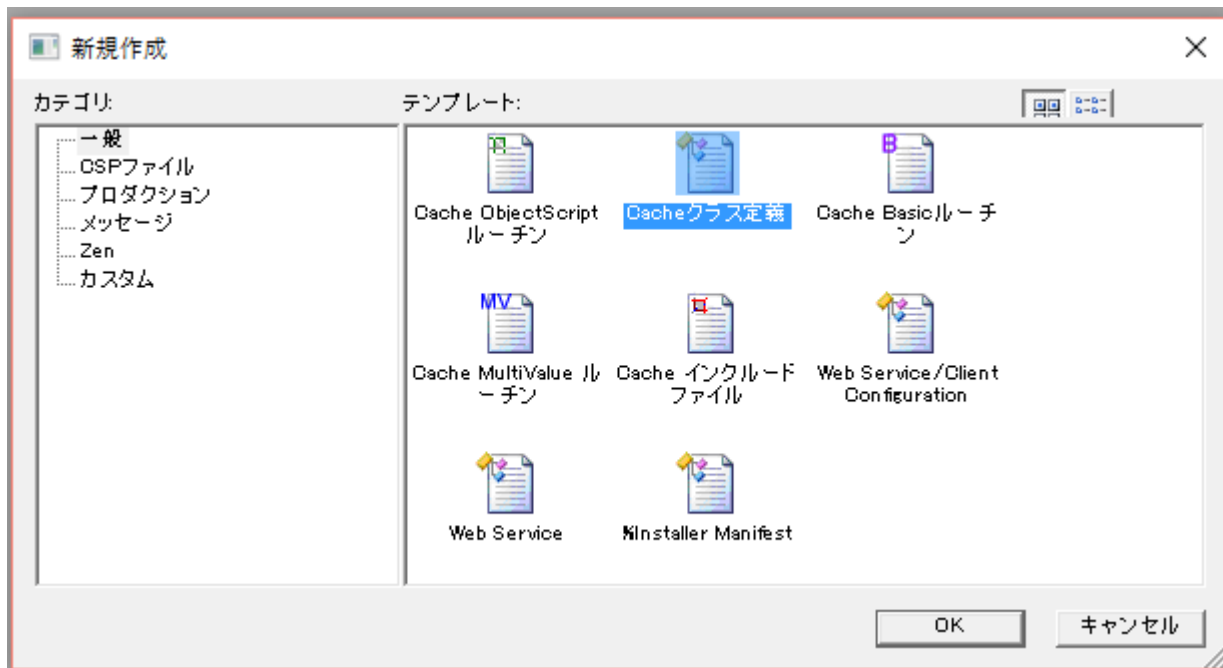 新規作成
カテゴリ:
テンプレート:
一般
CSPファイル
プロダクション
メッセージ
Zen
カスタム
Cache ObjectScript
ルーチン
Cacheクラス定義
Cache Basicルーチ
ン
B
MV
Cache MultiValue ル
ーチン
Cache インクルード
ファイル
Web Service/Client
Configuration
Web Service
%Installer Manifest
OK
キャンセル